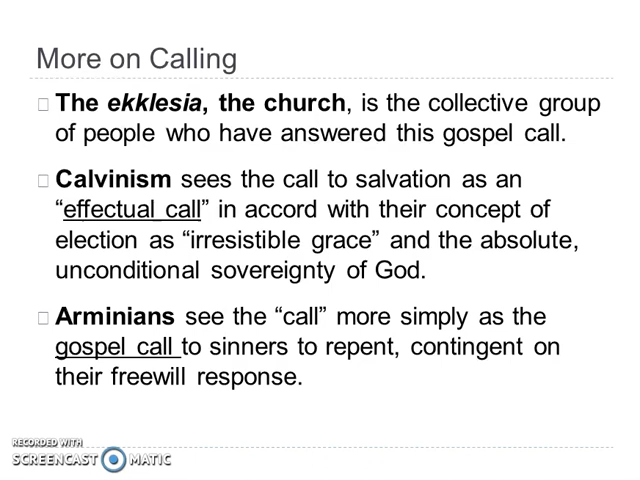 More on Calling
The ekklesia, the church, is the collective group
of people who have answered this gospel call.
Calvinism sees the call to salvation as an
“effectual call” in accord with their concept of
election as “irresistible grace” and the absolute,
unconditional sovereignty of God.
Arminians see the “call” more simply as the
gospel call to sinners to repent, contingent on
their freewill response.
RECORDED WITH
SCREENCAST MATIC